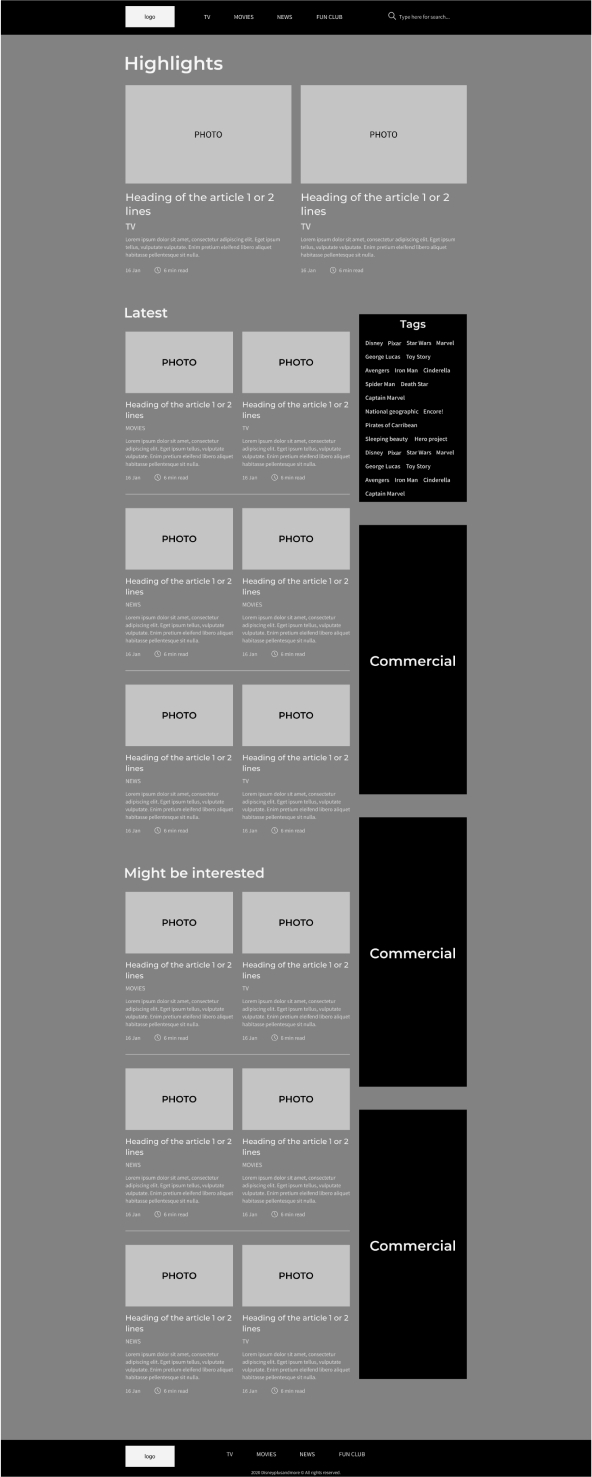 logo TV MOVIES NEWS FUN CLUB Type here for search...
Highlights
PHOTO
Heading of the article 1 or 2
lines
TV
Lorem ipsum dolor sit amet, consectetur adipiscing elit. Eget ipsum
tellus, vulputate vulputate. Enim pretium eleifend libero aliquet
habitasse pellentesque sit nulla.
16 Jan 6 min read
PHOTO
Heading of the article 1 or 2
lines
TV
Lorem ipsum dolor sit amet, consectetur adipiscing elit. Eget ipsum
tellus, vulputate vulputate. Enim pretium eleifend libero aliquet
habitasse pellentesque sit nulla.
16 Jan 6 min read
Latest
PHOTO
Heading of the article 1 or 2
lines
MOVIES
Lorem ipsum dolor sit amet, consectetur
adipiscing elit. Eget ipsum tellus, vulputate
vulputate. Enim pretium eleifend libero aliquet
habitasse pellentesque sit nulla.
16 Jan 6 min read
PHOTO
Heading of the article 1 or 2
lines
TV
Lorem ipsum dolor sit amet, consectetur
adipiscing elit. Eget ipsum tellus, vulputate
vulputate. Enim pretium eleifend libero aliquet
habitasse pellentesque sit nulla.
16 Jan 6 min read
PHOTO
Heading of the article 1 or 2
lines
NEWS
Lorem ipsum dolor sit amet, consectetur
adipiscing elit. Eget ipsum tellus, vulputate
vulputate. Enim pretium eleifend libero aliquet
habitasse pellentesque sit nulla.
16 Jan 6 min read
PHOTO
Heading of the article 1 or 2
lines
MOVIES
Lorem ipsum dolor sit amet, consectetur
adipiscing elit. Eget ipsum tellus, vulputate
vulputate. Enim pretium eleifend libero aliquet
habitasse pellentesque sit nulla.
16 Jan 6 min read
PHOTO
Heading of the article 1 or 2
lines
NEWS
Lorem ipsum dolor sit amet, consectetur
adipiscing elit. Eget ipsum tellus, vulputate
vulputate. Enim pretium eleifend libero aliquet
habitasse pellentesque sit nulla.
16 Jan 6 min read
PHOTO
Heading of the article 1 or 2
lines
TV
Lorem ipsum dolor sit amet, consectetur
adipiscing elit. Eget ipsum tellus, vulputate
vulputate. Enim pretium eleifend libero aliquet
habitasse pellentesque sit nulla.
16 Jan 6 min read
Tags
Disney Pixar Star Wars Marvel
George Lucas Toy Story
Avengers Iron Man Cinderella
Spider Man Death Star
Captain Marvel
National geographic Encore!
Pirates of Carribean
Sleeping beauty Hero project
Disney Pixar Star Wars Marvel
George Lucas Toy Story
Avengers Iron Man Cinderella
Captain Marvel
Commercial
Might be interested
PHOTO
Heading of the article 1 or 2
lines
MOVIES
Lorem ipsum dolor sit amet, consectetur
adipiscing elit. Eget ipsum tellus, vulputate
vulputate. Enim pretium eleifend libero aliquet
habitasse pellentesque sit nulla.
16 Jan 6 min read
PHOTO
Heading of the article 1 or 2
lines
TV
Lorem ipsum dolor sit amet, consectetur
adipiscing elit. Eget ipsum tellus, vulputate
vulputate. Enim pretium eleifend libero aliquet
habitasse pellentesque sit nulla.
16 Jan 6 min read
PHOTO
Heading of the article 1 or 2
lines
NEWS
Lorem ipsum dolor sit amet, consectetur
adipiscing elit. Eget ipsum tellus, vulputate
vulputate. Enim pretium eleifend libero aliquet
habitasse pellentesque sit nulla.
16 Jan 6 min read
PHOTO
Heading of the article 1 or 2
lines
MOVIES
Lorem ipsum dolor sit amet, consectetur
adipiscing elit. Eget ipsum tellus, vulputate
vulputate. Enim pretium eleifend libero aliquet
habitasse pellentesque sit nulla.
16 Jan 6 min read
PHOTO
Heading of the article 1 or 2
lines
NEWS
Lorem ipsum dolor sit amet, consectetur
adipiscing elit. Eget ipsum tellus, vulputate
vulputate. Enim pretium eleifend libero aliquet
habitasse pellentesque sit nulla.
16 Jan 6 min read
PHOTO
Heading of the article 1 or 2
lines
TV
Lorem ipsum dolor sit amet, consectetur
adipiscing elit. Eget ipsum tellus, vulputate
vulputate. Enim pretium eleifend libero aliquet
habitasse pellentesque sit nulla.
16 Jan 6 min read
Commercial
Commercial
logo TV MOVIES NEWS FUN CLUB
2020 Disneyplusandmore © All rights reserved.